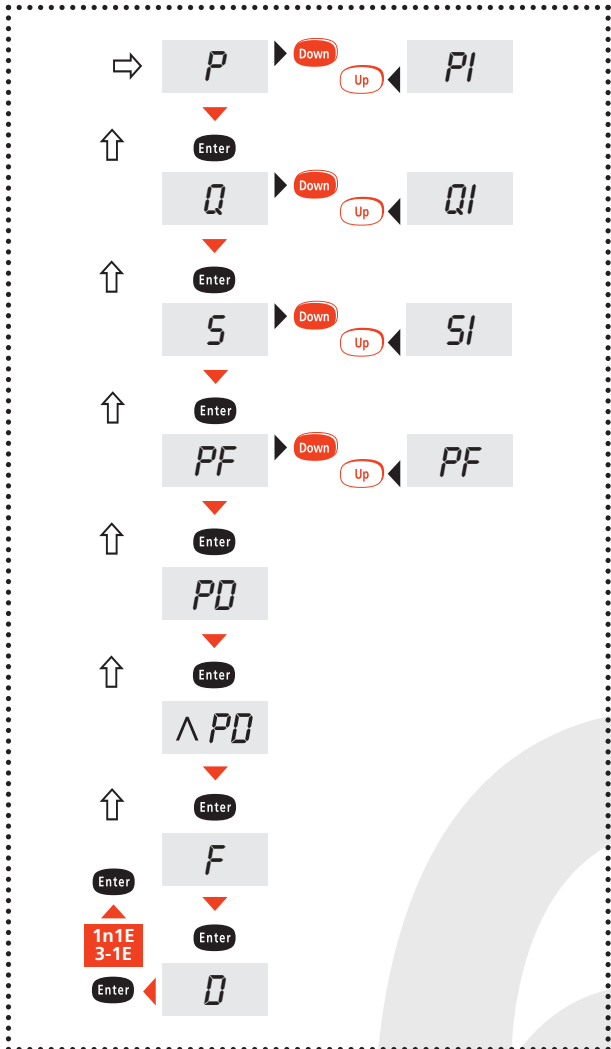 P Down Up P1
Enter
Q Down Up Q1
Enter
S Down Up S1
Enter
PF Down Up PF
Enter
PD
Enter
Λ PD
Enter
F
Enter
Enter
1n1E
3-1E
Enter D